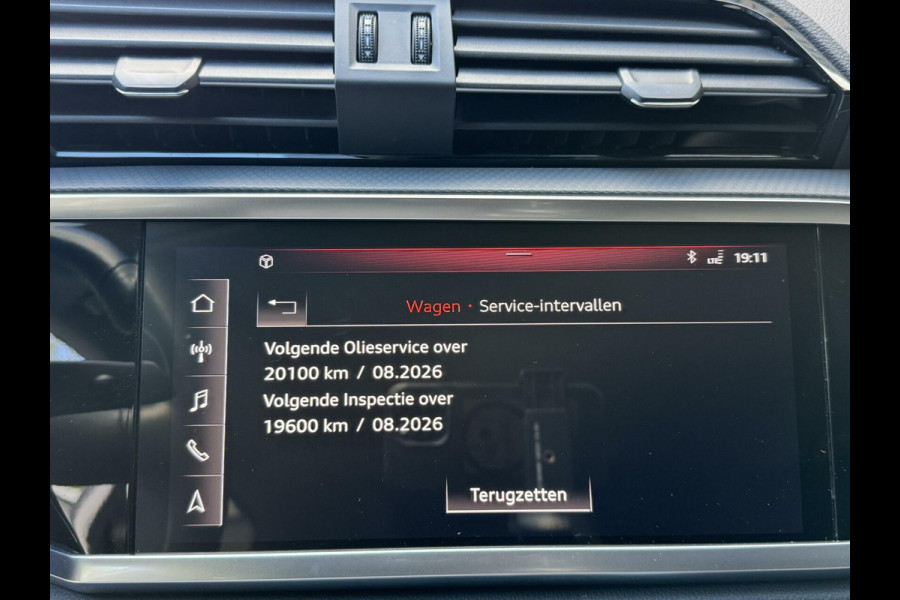 LTE 19:11
Wagen • Service-intervallen
Volgende Olieservice over
20100 km / 08.2026
Volgende Inspectie over
19600 km / 08.2026
Terugzetten